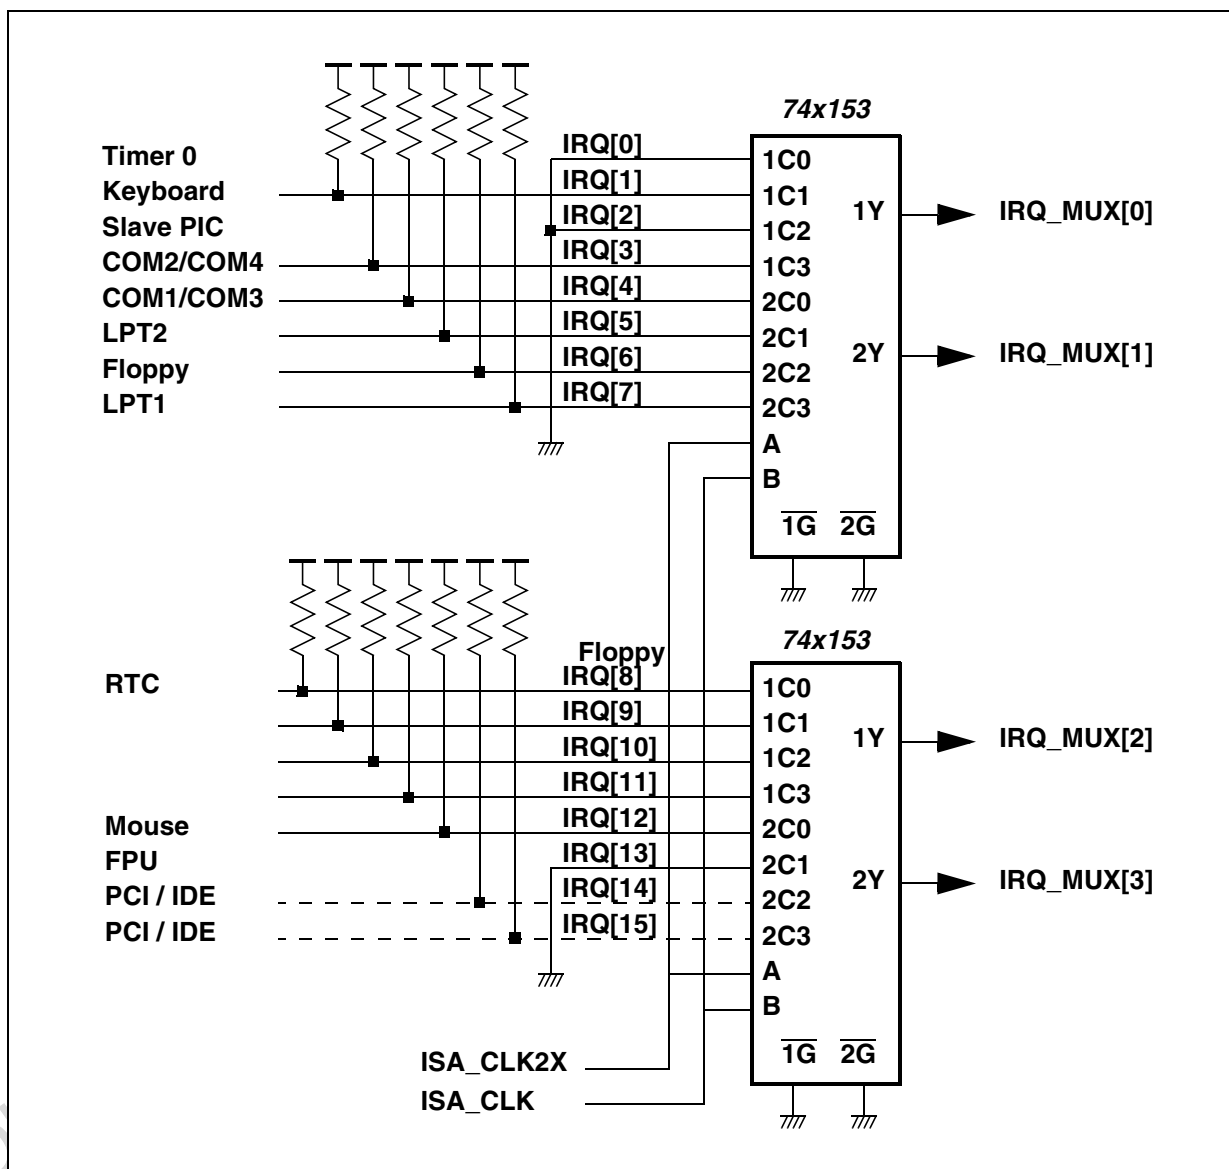 74x153
Timer 0 IRQ[0] 1C0
Keyboard IRQ[1] 1C1
1Y IRQ_MUX[0]
Slave PIC IRQ[2] 1C2
COM2/COM4 IRQ[3] 1C3
COM1/COM3 IRQ[4] 2C0
LPT2 IRQ[5] 2C1
2Y IRQ_MUX[1]
Floppy IRQ[6] 2C2
LPT1 IRQ[7] 2C3
A
B
1G 2G
74x153
Floppy
RTC IRQ[8] 1C0
IRQ[9] 1C1
1Y IRQ_MUX[2]
IRQ[10] 1C2
IRQ[11] 1C3
Mouse IRQ[12] 2C0
FPU IRQ[13] 2C1
2Y IRQ_MUX[3]
PCI / IDE IRQ[14] 2C2
PCI / IDE IRQ[15] 2C3
A
B
1G 2G
ISA_CLK2X
ISA_CLK